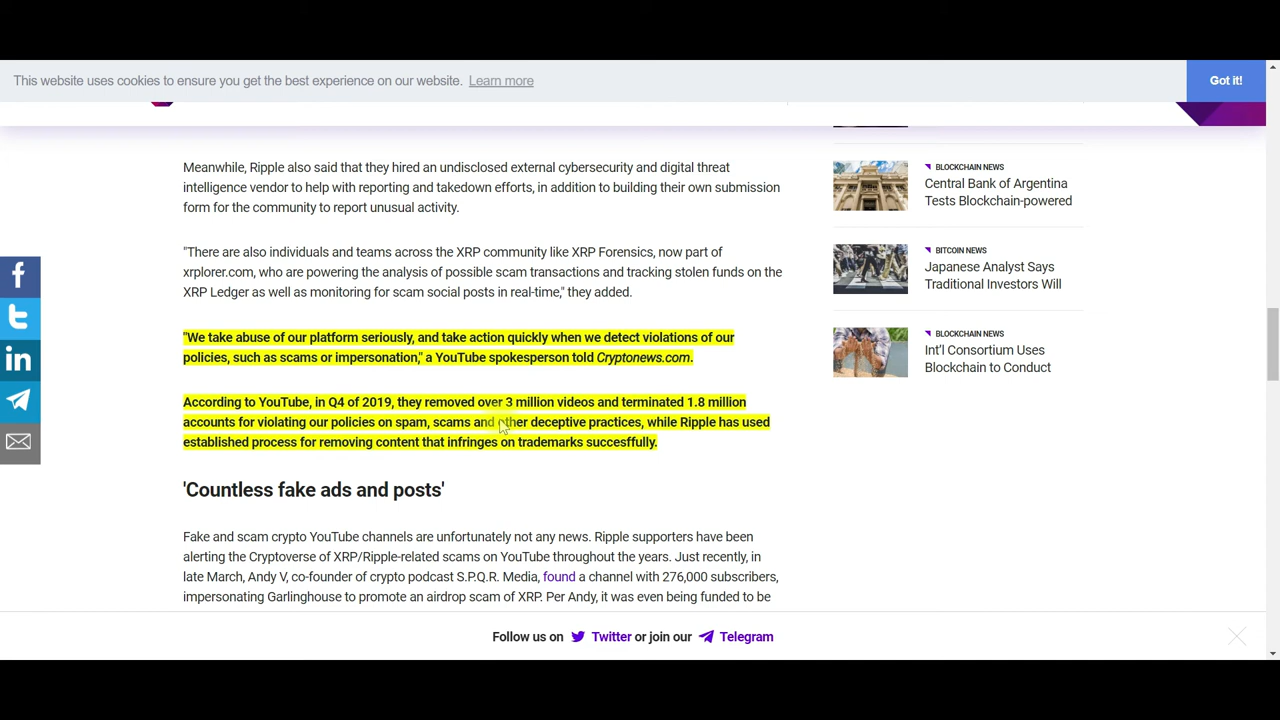 This website uses cookies to ensure you get the best experience on our website. Learn more
Got it!
Meanwhile, Ripple also said that they hired an undisclosed external cybersecurity and digital threat
intelligence vendor to help with reporting and takedown efforts, in addition to building their own submission
form for the community to report unusual activity.
"There are also individuals and teams across the XRP community like XRP Forensics, now part of
xrplorer.com, who are powering the analysis of possible scam transactions and tracking stolen funds on the
XRP Ledger as well as monitoring for scam social posts in real-time," they added.
"We take abuse of our platform seriously, and take action quickly when we detect violations of our
policies, such as scams or impersonation," a YouTube spokesperson told Cryptonews.com.
According to YouTube, in Q4 of 2019, they removed over 3 million videos and terminated 1.8 million
accounts for violating our policies on spam, scams and other deceptive practices, while Ripple has used
established process for removing content that infringes on trademarks succesffully.
'Countless fake ads and posts'
Fake and scam crypto YouTube channels are unfortunately not any news. Ripple supporters have been
alerting the Cryptoverse of XRP/Ripple-related scams on YouTube throughout the years. Just recently, in
late March, Andy V, co-founder of crypto podcast S.P.Q.R. Media, found a channel with 276,000 subscribers,
impersonating Garlinghouse to promote an airdrop scam of XRP. Per Andy, it was even being funded to be
BLOCKCHAIN NEWS
Central Bank of Argentina
Tests Blockchain-powered
BITCOIN NEWS
Japanese Analyst Says
Traditional Investors Will
BLOCKCHAIN NEWS
Int'l Consortium Uses
Blockchain to Conduct
Follow us on Twitter or join our Telegram